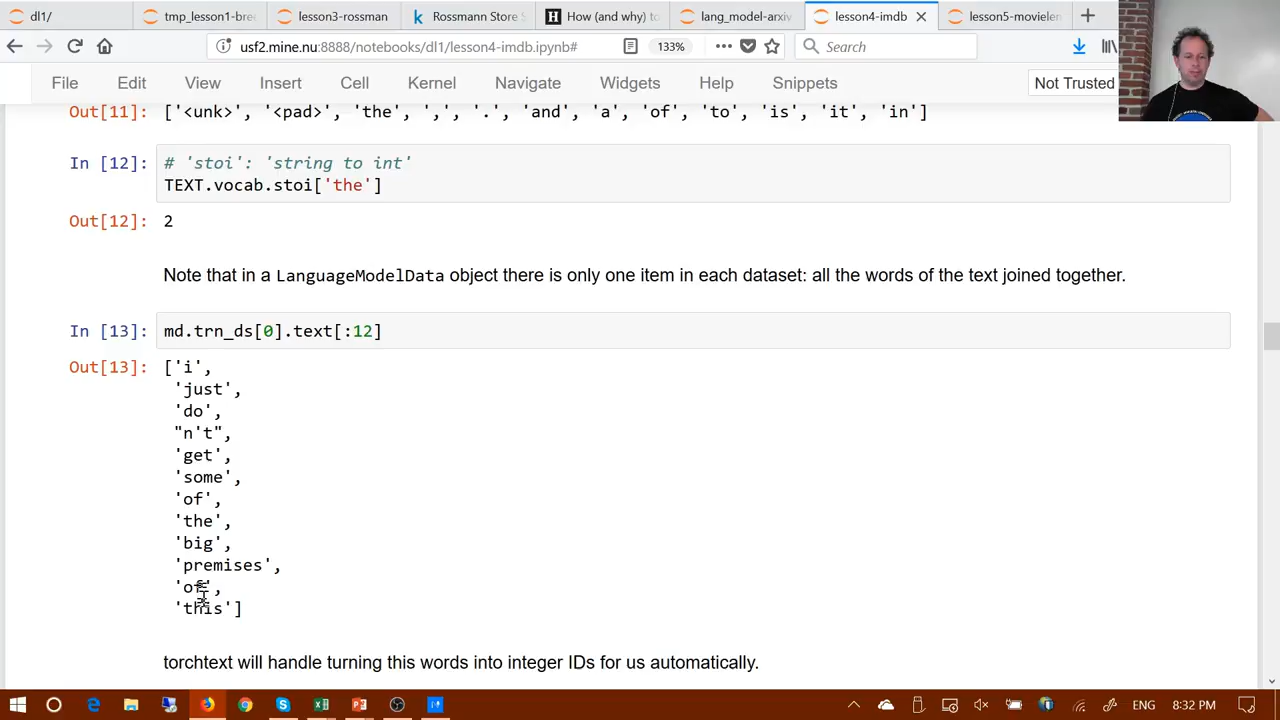 dl1/ tmp_lesson1-bre lesson3-rossman Rossmann Store S How (and why) to lang_model-arxiv lesson4-imdb lesson5-movielen
usf2.mine.nu:8888/notebooks/dl1/lesson4-imdb.ipynb# 133% Search
File Edit View Insert Cell Kernel Navigate Widgets Help Snippets Not Trusted
Out[11]: ['<unk>', '<pad>', 'the', ',', '.', 'and', 'a', 'of', 'to', 'is', 'it', 'in']
In [12]: # 'stoi': 'string to int'
TEXT.vocab.stoi['the']
Out[12]: 2
Note that in a LanguageModelData object there is only one item in each dataset: all the words of the text joined together.
In [13]: md.trn_ds[0].text[:12]
Out[13]: ['i',
'just',
'do',
"n't",
'get',
'some',
'of',
'the',
'big',
'premises',
'of',
'this']
torchtext will handle turning this words into integer IDs for us automatically.
ENG 8:32 PM